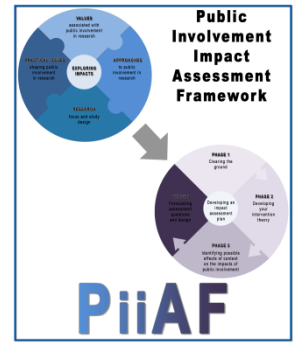 Public
Involvement
Impact
Assessment
Framework
VALUES
associated with
public involvement
in research
PRACTICAL ISSUES
shaping public
involvement
in research
EXPLORING
IMPACTS
APPROACHES
to public
involvement in
research
RESEARCH
focus and study
design
PHASE 1
Clearing the
ground
PHASE 2
Developing
your
intervention
theory
Developing an
impact
assessment
plan
Formulating
assessment
questions
and design
PHASE 3
Identifying possible
effects of context
on the impacts of
public involvement
PiiAF